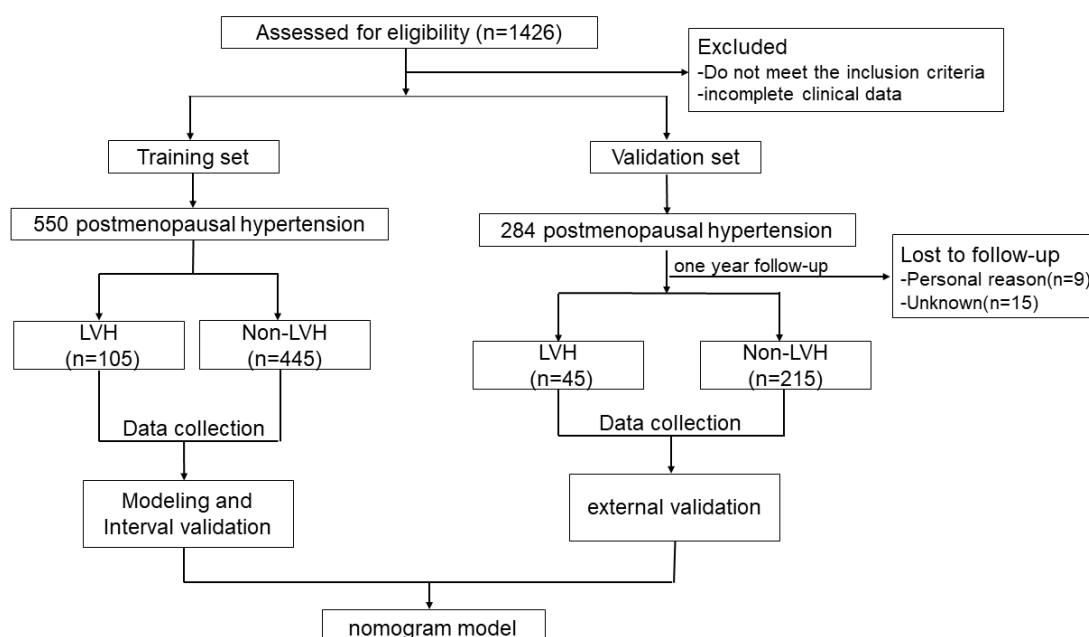 Assessed for eligibility (n=1426)
Excluded
-Do not meet the inclusion criteria
-incomplete clinical data
Training set
Validation set
550 postmenopausal hypertension
284 postmenopausal hypertension
one year follow-up
Lost to follow-up
-Personal reason(n=9)
-Unknown(n=15)
LVH
(n=105)
Non-LVH
(n=445)
LVH
(n=45)
Non-LVH
(n=215)
Data collection
Data collection
Modeling and
Interval validation
external validation
nomogram model